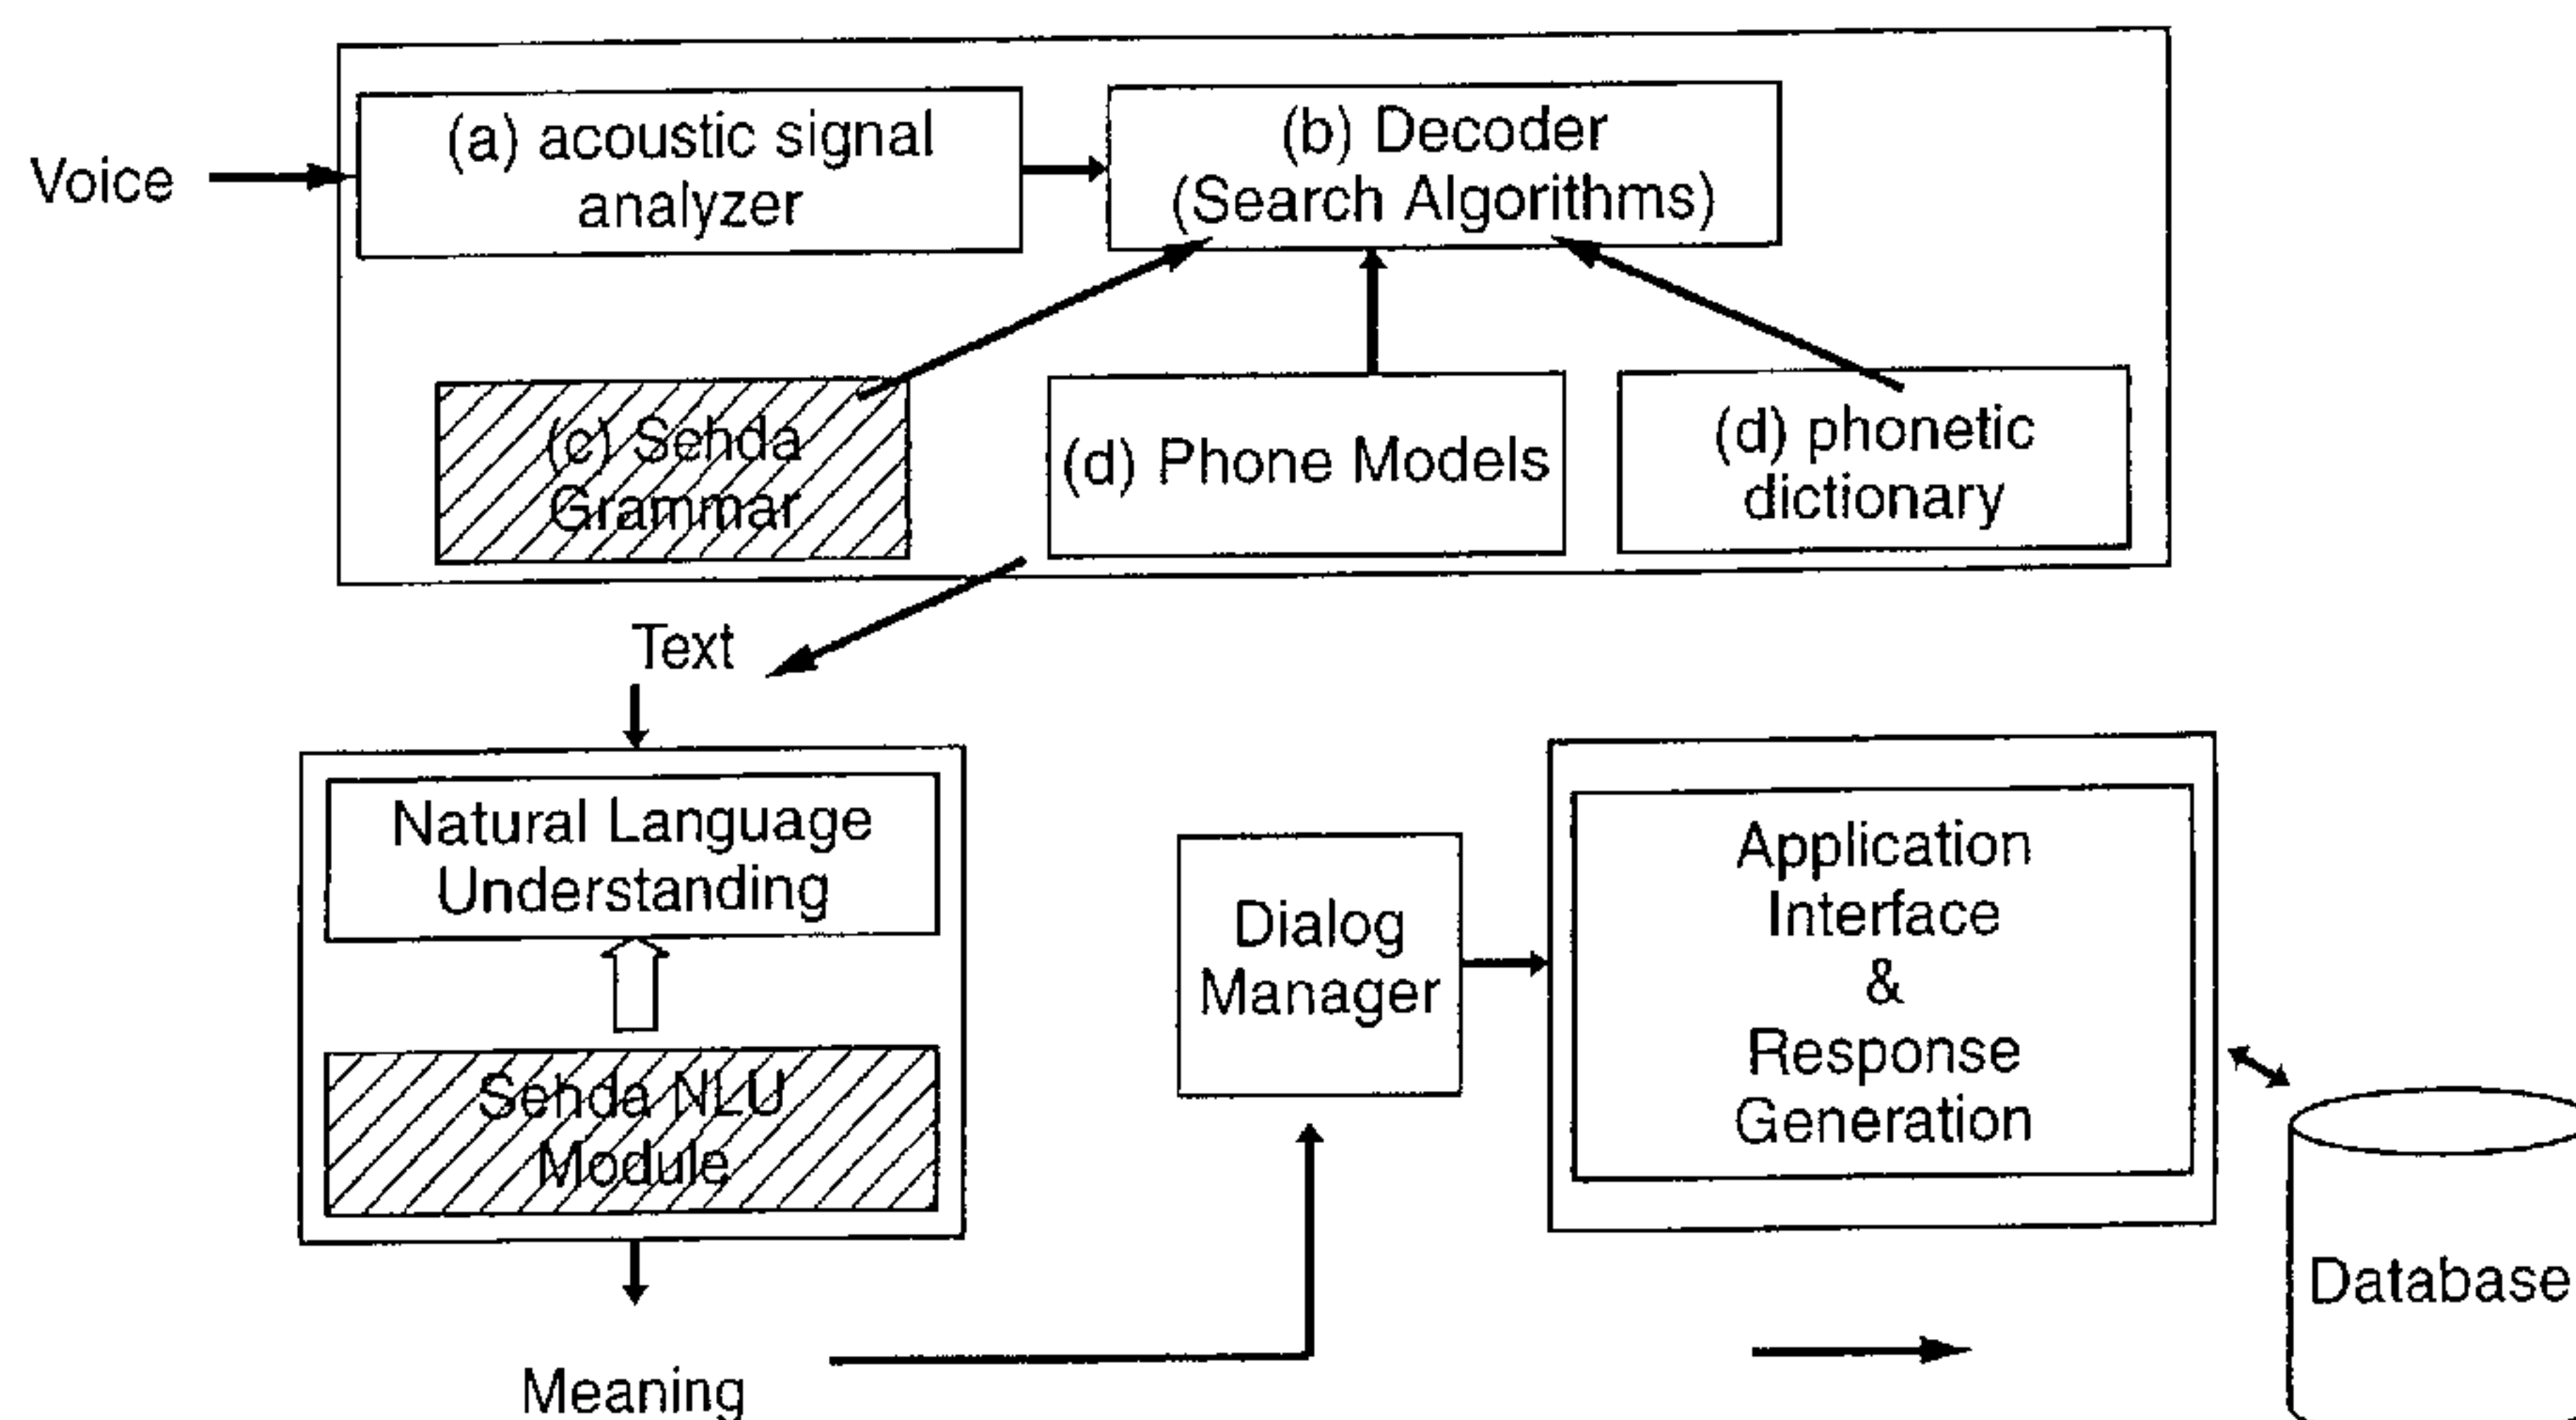 Voice
(a) acoustic signal
analyzer
(b) Decoder
(Search Algorithms)
(c) Sehda
Grammar
(d) Phone Models
(d) phonetic
dictionary
Text
Natural Language
Understanding
Sehda NLU
Module
Meaning
Dialog
Manager
Application
Interface
&
Response
Generation
Database